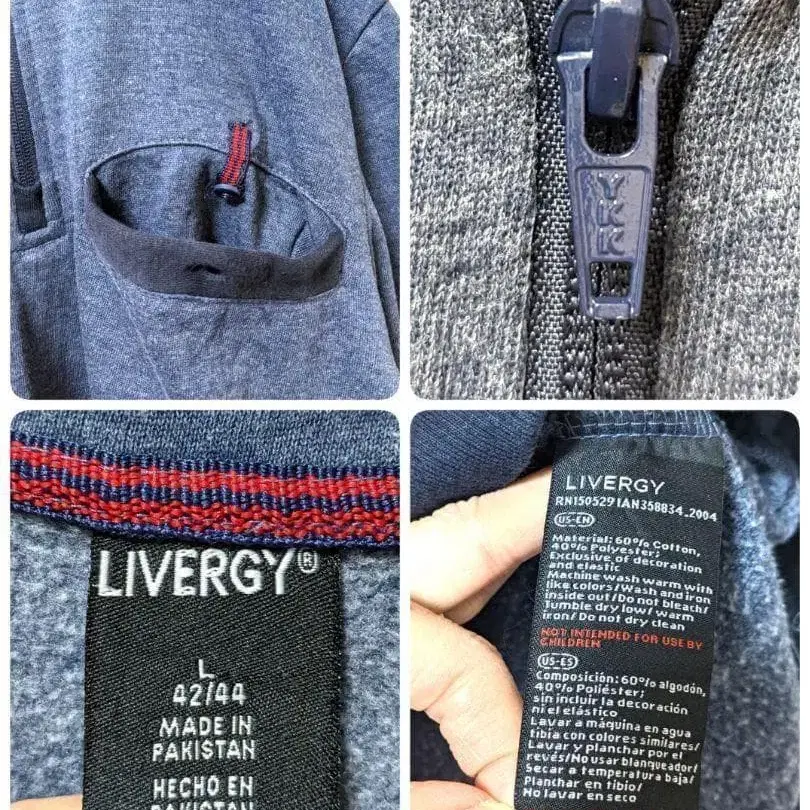 YKK
LIVERGY®
L
42/44
MADE IN
PAKISTAN
HECHO EN
PAKISTAN
LIVERGY
RN150529 IAN358834_2004
US-EN
Material: 60% Cotton,
40% Polyester;
Exclusive of decoration
and elastic
Machine wash warm with
like colors/Wash and iron
inside out/Do not bleach/
Tumble dry low/ warm
iron/ Do not dry clean
NOT INTENDED FOR USE BY
CHILDREN
US-ES
Composición: 60% algodón,
40% Poliéster;
sin incluir la decoración
ni el elástico
Lavar a máquina en agua
tibia con colores similares/
Lavar y planchar por el
revés/No usar blanqueador/
Secar a temperatura baja/
Planchar en tibio/
No lavar en seco